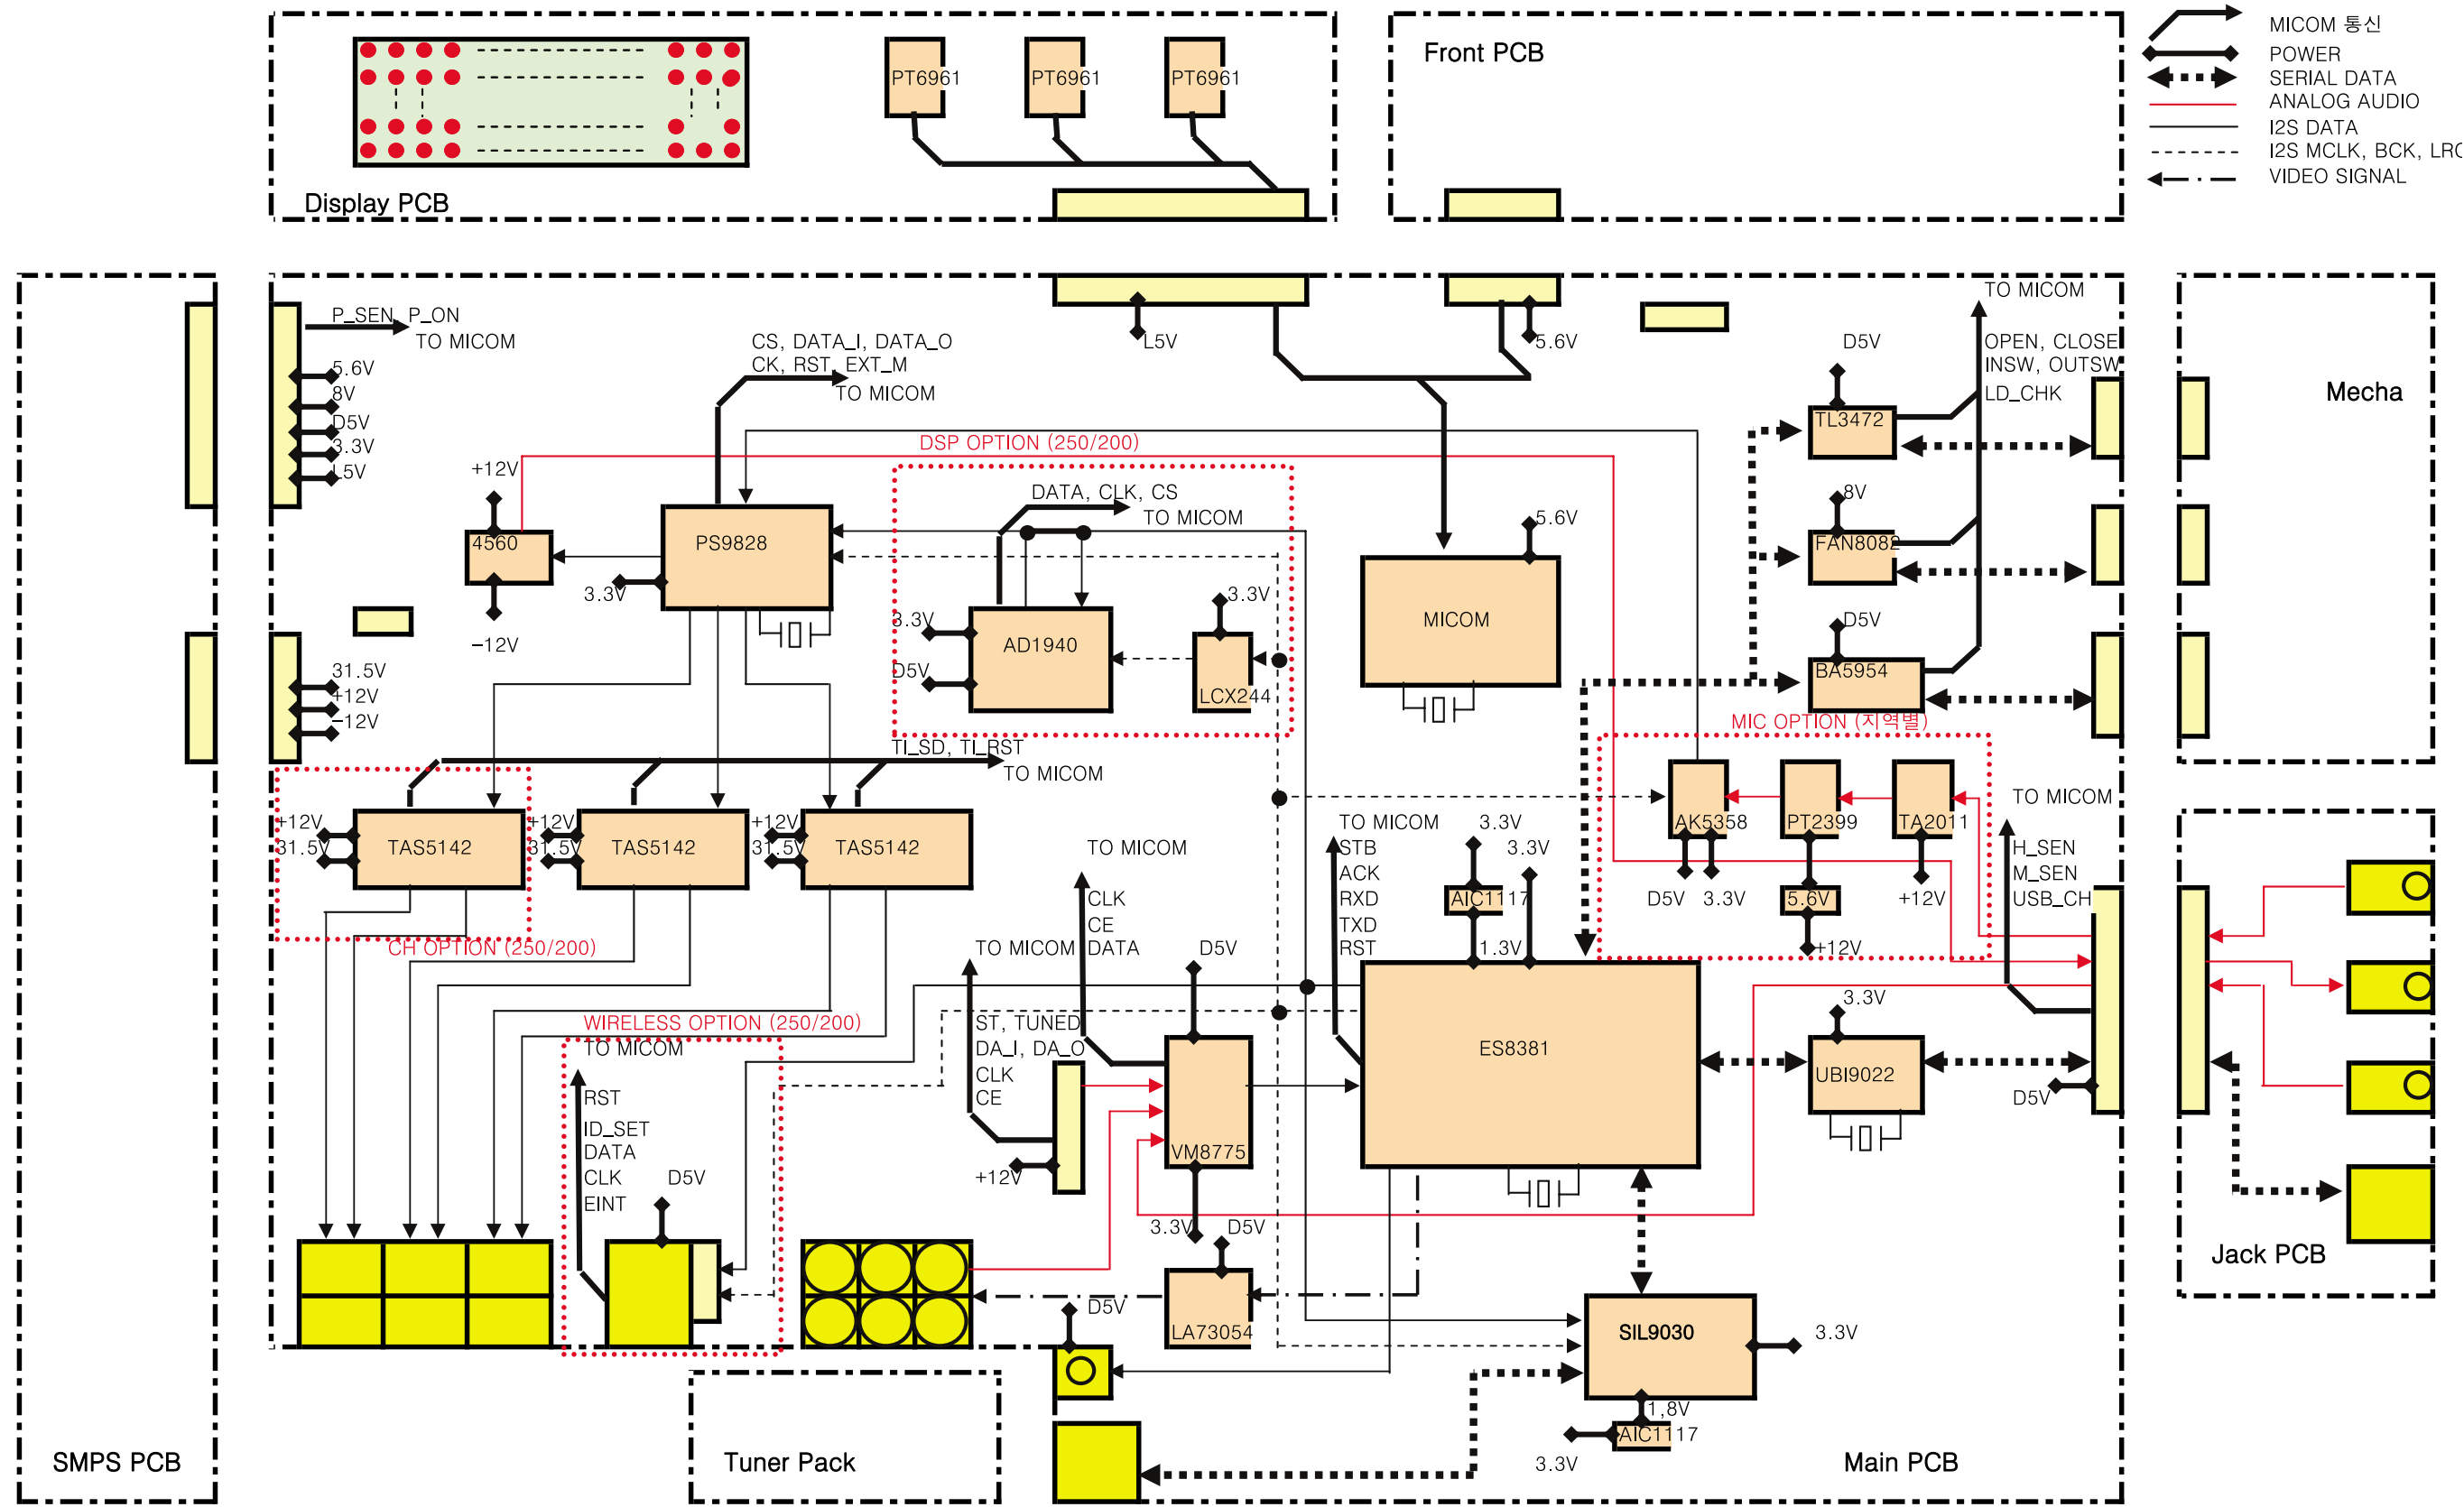 MICOM 통신
POWER
SERIAL DATA
ANALOG AUDIO
I2S DATA
I2S MCLK, BCK, LRC
VIDEO SIGNAL
PT6961
PT6961
PT6961
Display PCB
Front PCB
P_SEN, P_ON
TO MICOM
5.6V
8V
D5V
3.3V
L5V
CS, DATA_I, DATA_O
CK, RST, EXT_M
TO MICOM
L5V
5.6V
TO MICOM
OPEN, CLOSE
INSW, OUTSW
LD_CHK
D5V
TL3472
Mecha
DSP OPTION (250/200)
+12V
4560
-12V
PS9828
3.3V
DATA, CLK, CS
TO MICOM
3.3V
D5V
AD1940
3.3V
LCX244
5.6V
MICOM
8V
FAN8082
D5V
BA5954
31.5V
+12V
-12V
MIC OPTION (지역별)
TI_SD, TI_RST
TO MICOM
+12V
31.5V
TAS5142
+12V
31.5V
TAS5142
+12V
31.5V
TAS5142
CH OPTION (250/200)
TO MICOM
CLK
CE
DATA
TO MICOM
STB
ACK
RXD
TXD
RST
3.3V
3.3V
AIC1117
1.3V
AK5358
PT2399
TA2011
D5V
3.3V
5.6V
+12V
+12V
TO MICOM
H_SEN
M_SEN
USB_CH
WIRELESS OPTION (250/200)
TO MICOM
RST
ID_SET
DATA
CLK
EINT
D5V
TO MICOM
ST, TUNED
DA_I, DA_O
CLK
CE
+12V
D5V
VM8775
3.3V
D5V
ES8381
3.3V
UBI9022
D5V
LA73054
D5V
SIL9030
3.3V
1,8V
AIC1117
3.3V
Jack PCB
SMPS PCB
Tuner Pack
Main PCB